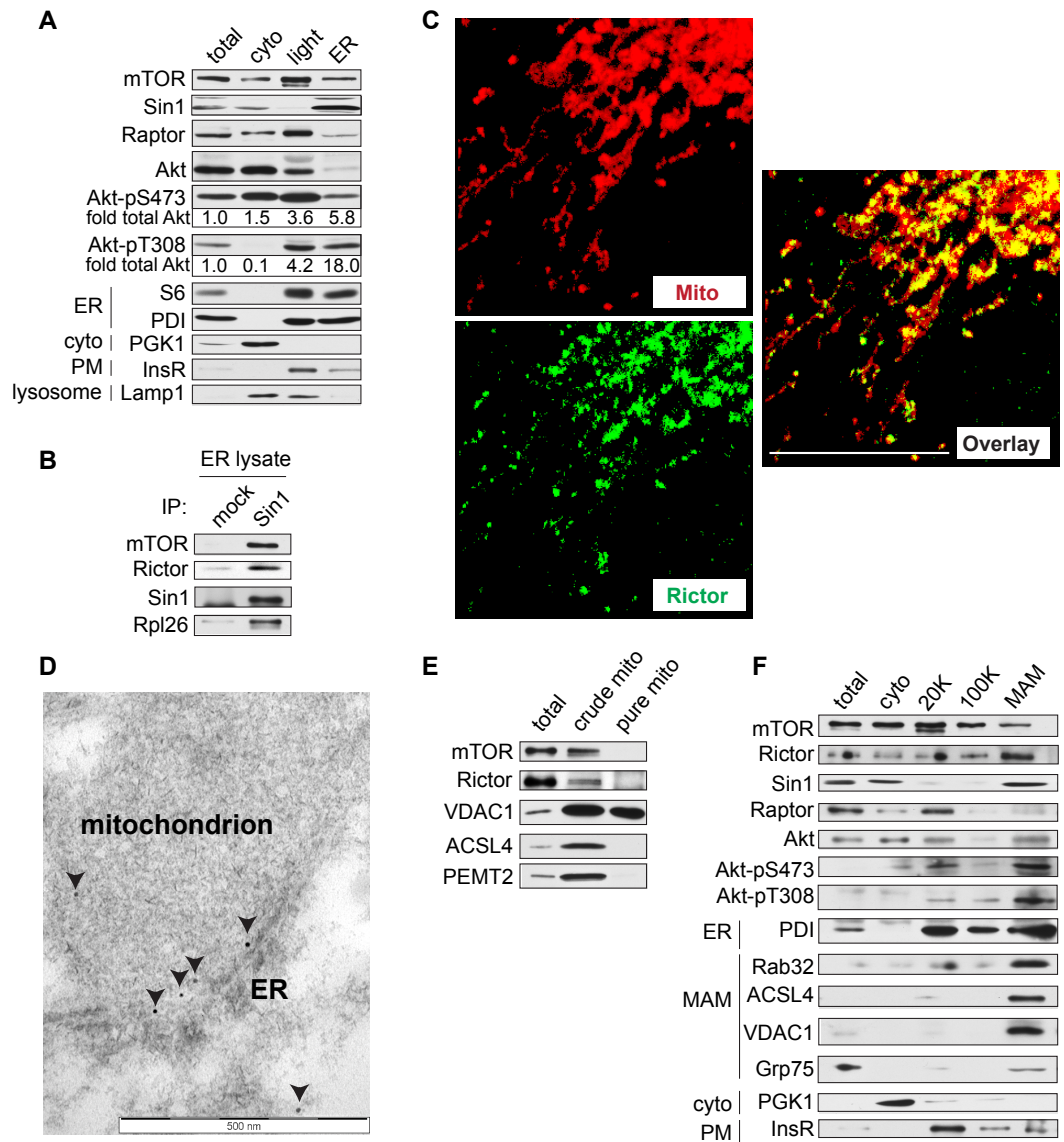 A
total cyto light ER
mTOR
Sin1
Raptor
Akt
Akt-pS473
fold total Akt 1.0 1.5 3.6 5.8
Akt-pT308
fold total Akt 1.0 0.1 4.2 18.0
ER
S6
PDI
cyto PGK1
PM InsR
lysosome Lamp1
B
ER lysate
IP: mock Sin1
mTOR
Rictor
Sin1
Rpl26
C
Mito
Rictor
Overlay
D
mitochondrion
ER
500 nm
E
total crude mito pure mito
mTOR
Rictor
VDAC1
ACSL4
PEMT2
F
total cyto 20K 100K MAM
mTOR
Rictor
Sin1
Raptor
Akt
Akt-pS473
Akt-pT308
ER PDI
MAM
Rab32
ACSL4
VDAC1
Grp75
cyto PGK1
PM InsR